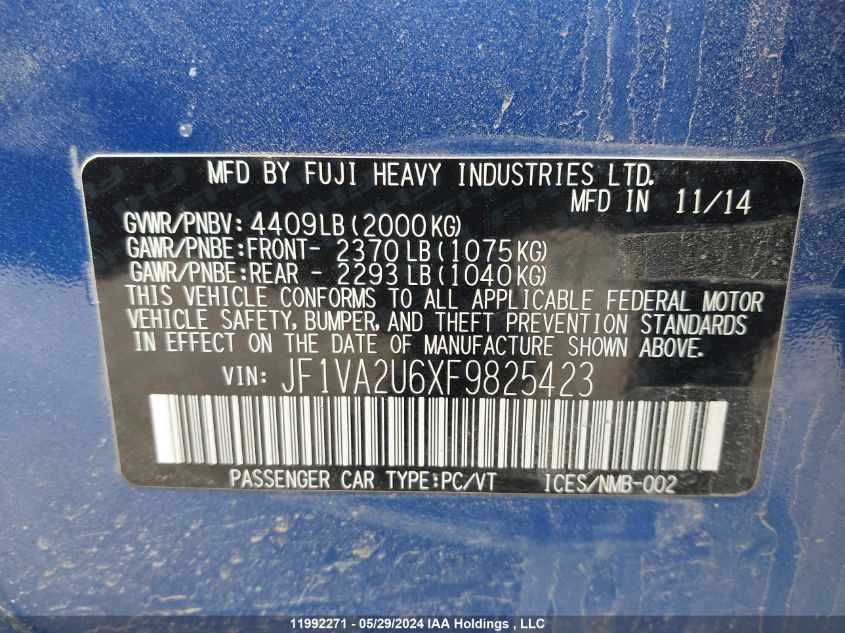 MFD BY FUJI HEAVY INDUSTRIES LTD.
MFD IN 11/14
GVWR/PNBV: 4409LB(2000KG)
GAWR/PNBE:FRONT- 2370LB(1075KG)
GAWR/PNBE:REAR - 2293LB(1040KG)
THIS VEHICLE CONFORMS TO ALL APPLICABLE FEDERAL MOTOR
VEHICLE SAFETY, BUMPER, AND THEFT PREVENTION STANDARDS
IN EFFECT ON THE DATE OF MANUFACTURE SHOWN ABOVE.
VIN: JF1VA2U6XF9825423
PASSENGER CAR TYPE:PC/VT ICES/NMB-002
11992271 - 05/29/2024 IAA Holdings , LLC